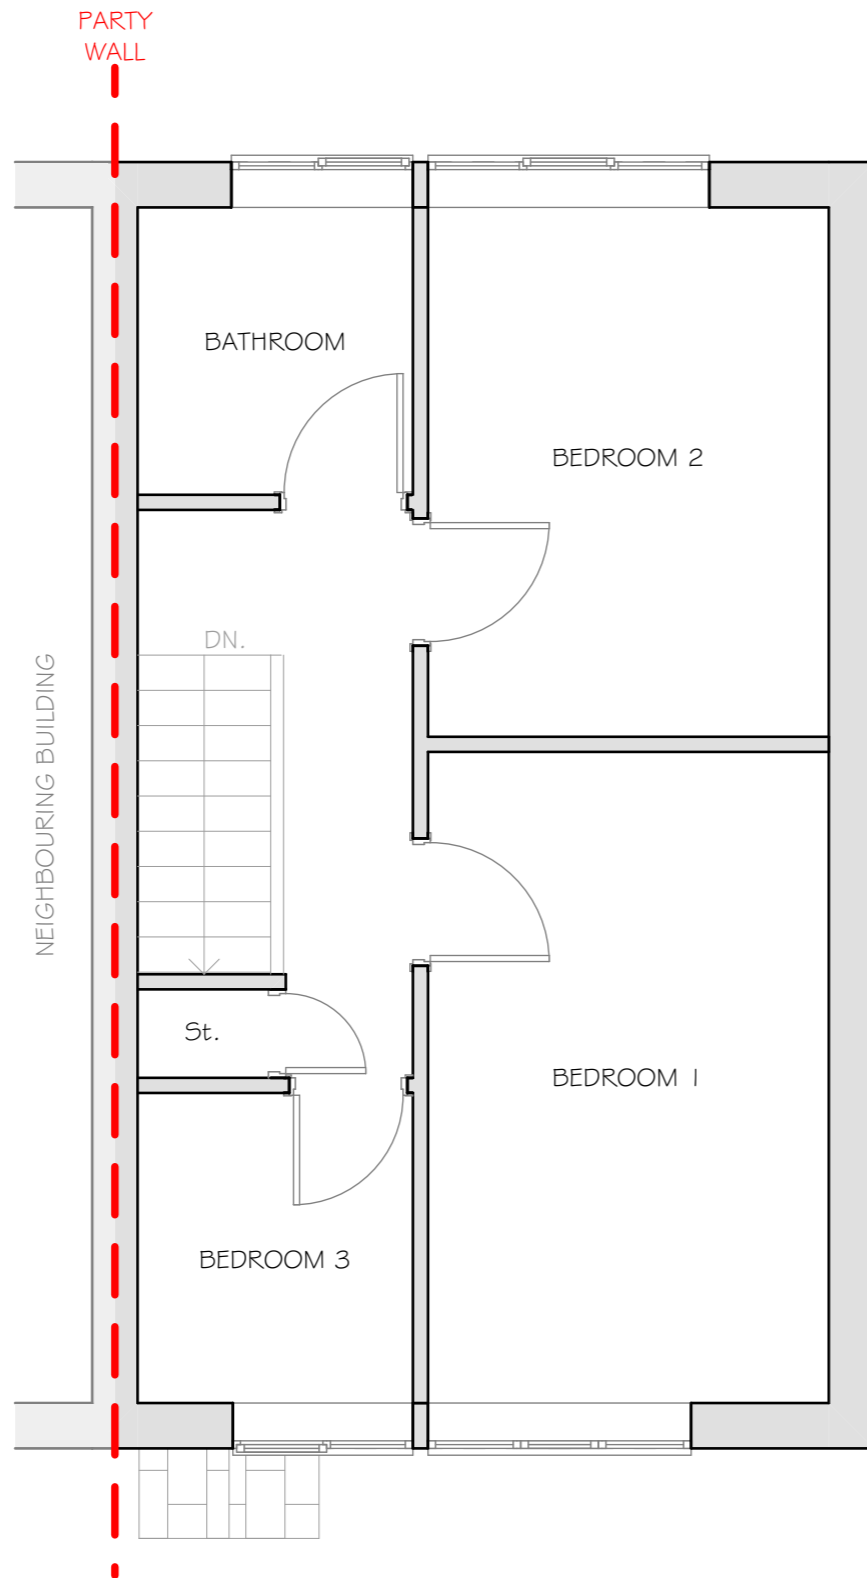 PARTY
WALL
BATHROOM
BEDROOM 2
DN.
NEIGHBOURING BUILDING
St.
BEDROOM 1
BEDROOM 3